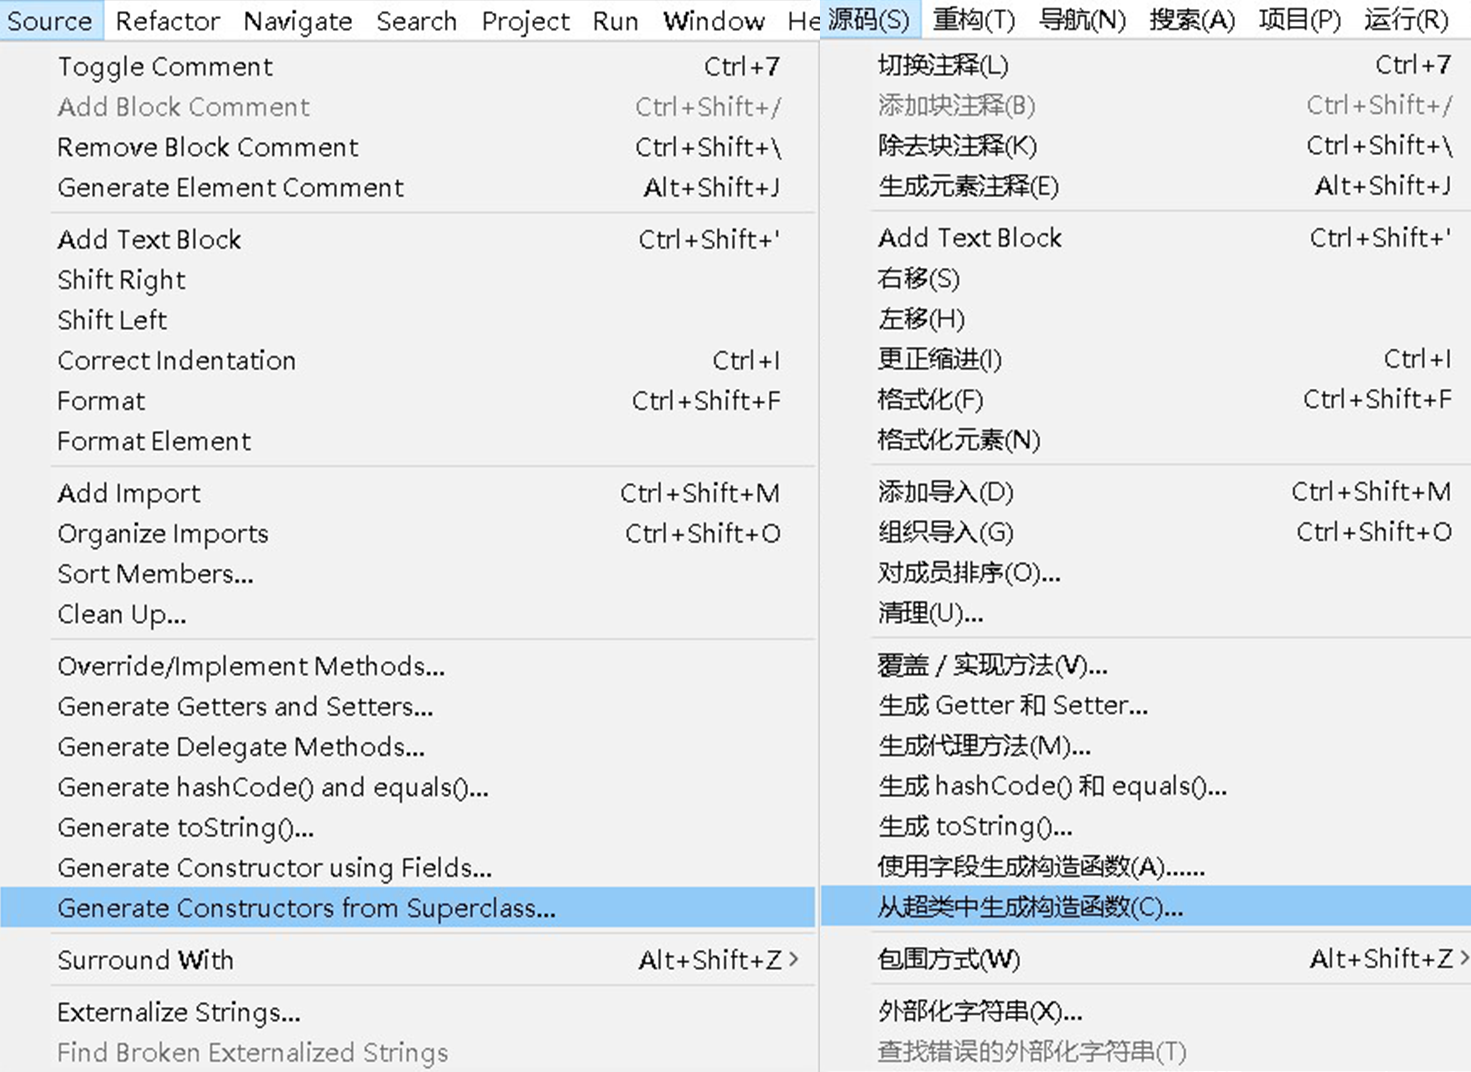 Source Refactor Navigate Search Project Run Window He
Toggle Comment Ctrl+7
Add Block Comment Ctrl+Shift+/
Remove Block Comment Ctrl+Shift+\
Generate Element Comment Alt+Shift+J
Add Text Block Ctrl+Shift+'
Shift Right
Shift Left
Correct Indentation Ctrl+I
Format Ctrl+Shift+F
Format Element
Add Import Ctrl+Shift+M
Organize Imports Ctrl+Shift+O
Sort Members...
Clean Up...
Override/Implement Methods...
Generate Getters and Setters...
Generate Delegate Methods...
Generate hashCode() and equals()...
Generate toString()...
Generate Constructor using Fields...
Generate Constructors from Superclass...
Surround With Alt+Shift+Z >
Externalize Strings...
Find Broken Externalized Strings
源码(S) 重构(T) 导航(N) 搜索(A) 项目(P) 运行(R)
切换注释(L) Ctrl+7
添加块注释(B) Ctrl+Shift+/
除去块注释(K) Ctrl+Shift+\
生成元素注释(E) Alt+Shift+J
Add Text Block Ctrl+Shift+'
右移(S)
左移(H)
更正缩进(I) Ctrl+I
格式化(F) Ctrl+Shift+F
格式化元素(N)
添加导入(D) Ctrl+Shift+M
组织导入(G) Ctrl+Shift+O
对成员排序(O)...
清理(U)...
覆盖 / 实现方法(V)...
生成 Getter 和 Setter...
生成代理方法(M)...
生成 hashCode() 和 equals()...
生成 toString()...
使用字段生成构造函数(A)......
从超类中生成构造函数(C)...
包围方式(W) Alt+Shift+Z >
外部化字符串(X)...
查找错误的外部化字符串(T)